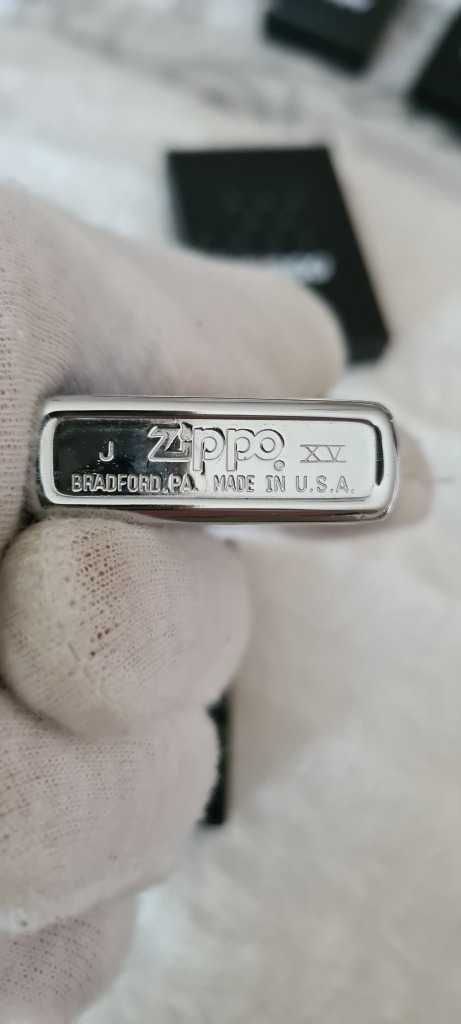 J Zippo XV
BRADFORD, PA. MADE IN U.S.A.